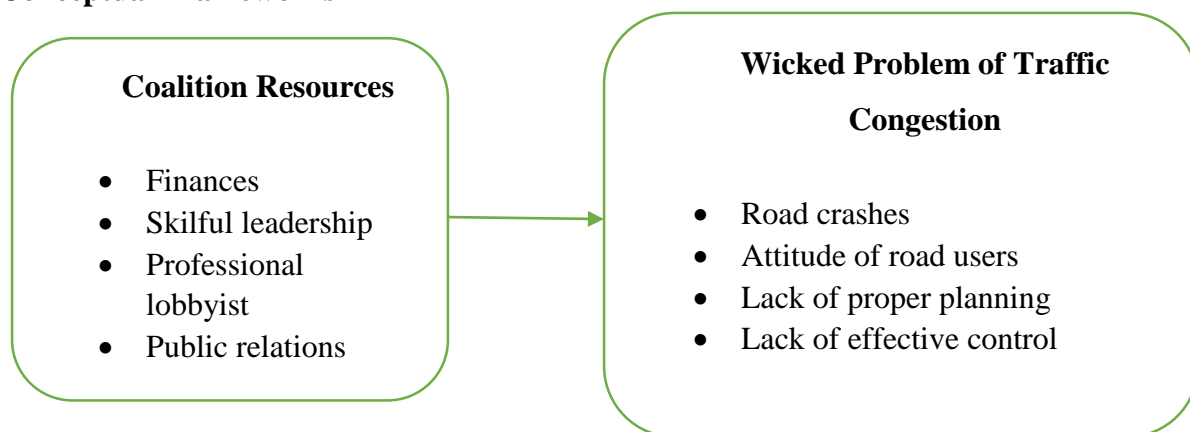 Coalition Resources
• Finances
• Skilful leadership
• Professional
lobbyist
• Public relations
Wicked Problem of Traffic
Congestion
• Road crashes
• Attitude of road users
• Lack of proper planning
• Lack of effective control